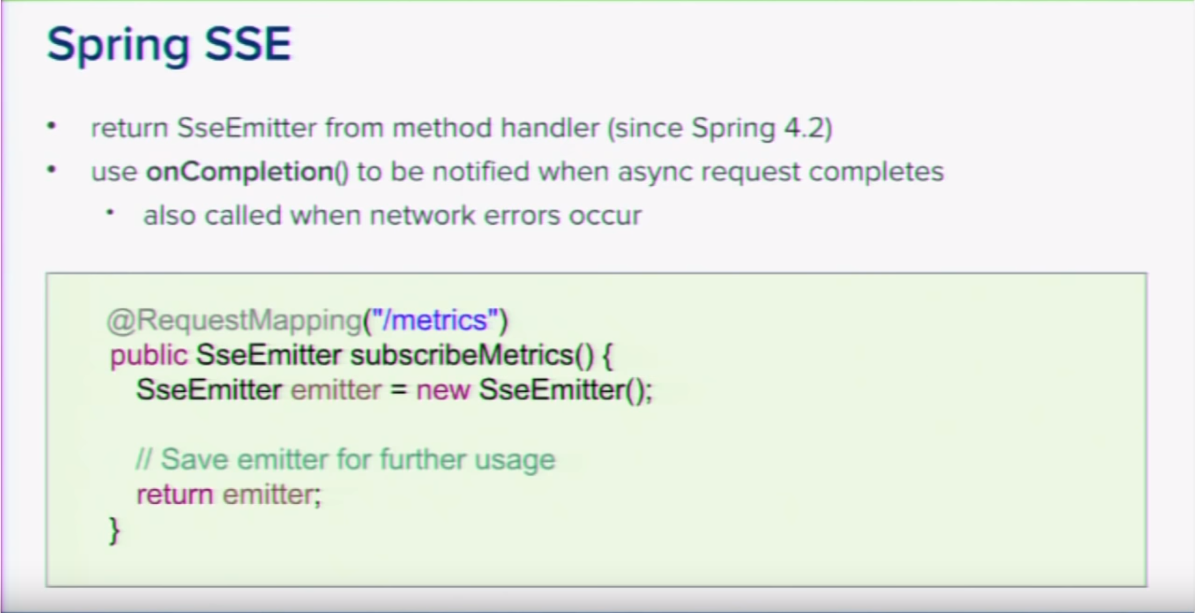 Spring SSE
• return SseEmitter from method handler (since Spring 4.2)
• use onCompletion() to be notified when async request completes
• also called when network errors occur
@RequestMapping("/metrics")
public SseEmitter subscribeMetrics() {
SseEmitter emitter = new SseEmitter();
// Save emitter for further usage
return emitter;
}